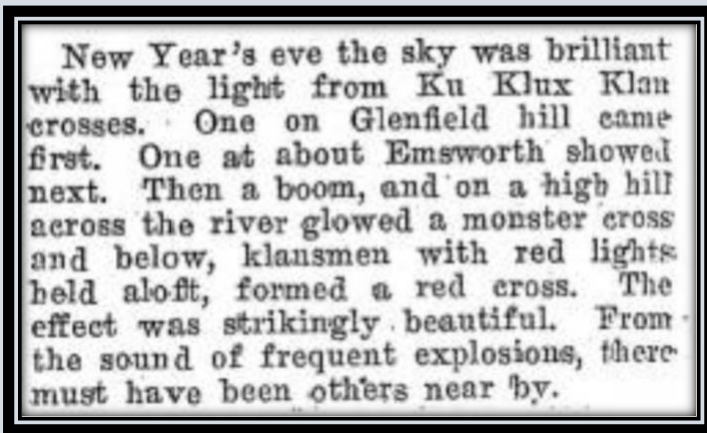 New Year's eve the sky was brilliant
with the light from Ku Klux Klan
crosses. One on Glenfield hill came
first. One at about Emsworth showed
next. Then a boom, and on a high hill
across the river glowed a monster cross
and below, klansmen with red lights
held aloft, formed a red cross. The
effect was strikingly beautiful. From
the sound of frequent explosions, there
must have been others near by.